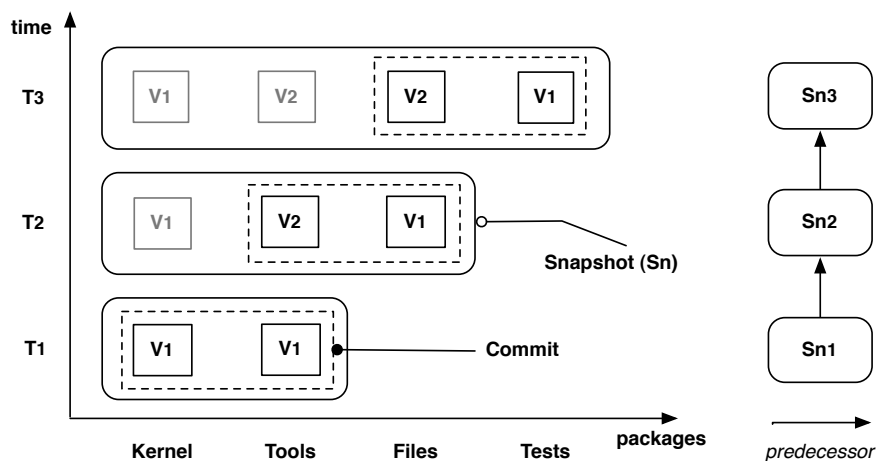 time
T3
V1
V2
V2
V1
Sn3
T2
V1
V2
V1
Sn2
Snapshot (Sn)
T1
V1
V1
Commit
Sn1
packages
Kernel
Tools
Files
Tests
predecessor